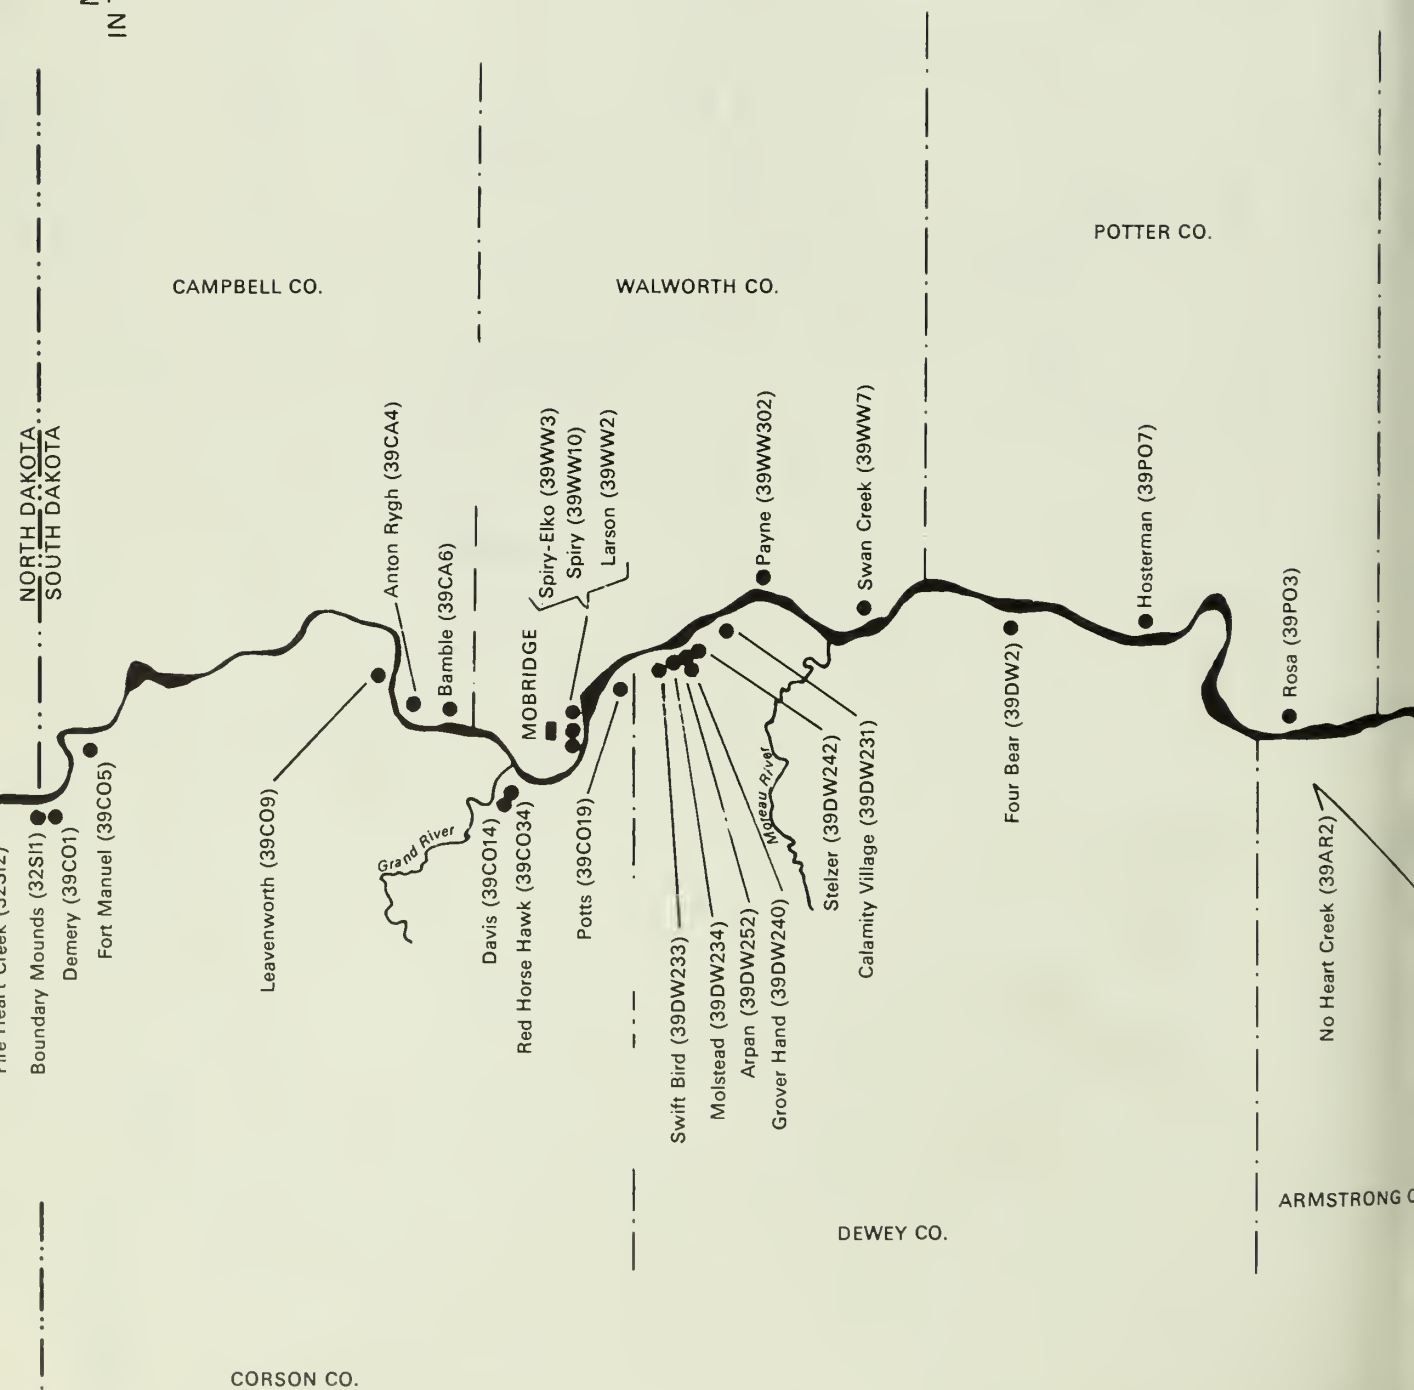 IN
NORTH DAKOTA
SOUTH DAKOTA
CAMPBELL CO.
WALWORTH CO.
POTTER CO.
Anton Rygh (39CA4)
Bamble (39CA6)
MOBRIDGE
Spiry-Elko (39WW3)
Spiry (39WW10)
Larson (39WW2)
Payne (39WW302)
Swan Creek (39WW7)
Hosterman (39PO7)
Rosa (39PO3)
Boundary Mounds (32SI1)
Demery (39CO1)
Fort Manuel (39CO5)
Leavenworth (39CO9)
Grand River
Davis (39CO14)
Red Horse Hawk (39CO34)
Potts (39CO19)
Swift Bird (39DW233)
Molstead (39DW234)
Arpan (39DW252)
Grover Hand (39DW240)
Moreau River
Stelzer (39DW242)
Calamity Village (39DW231)
Four Bear (39DW2)
No Heart Creek (39AR2)
ARMSTRONG C
DEWEY CO.
CORSON CO.